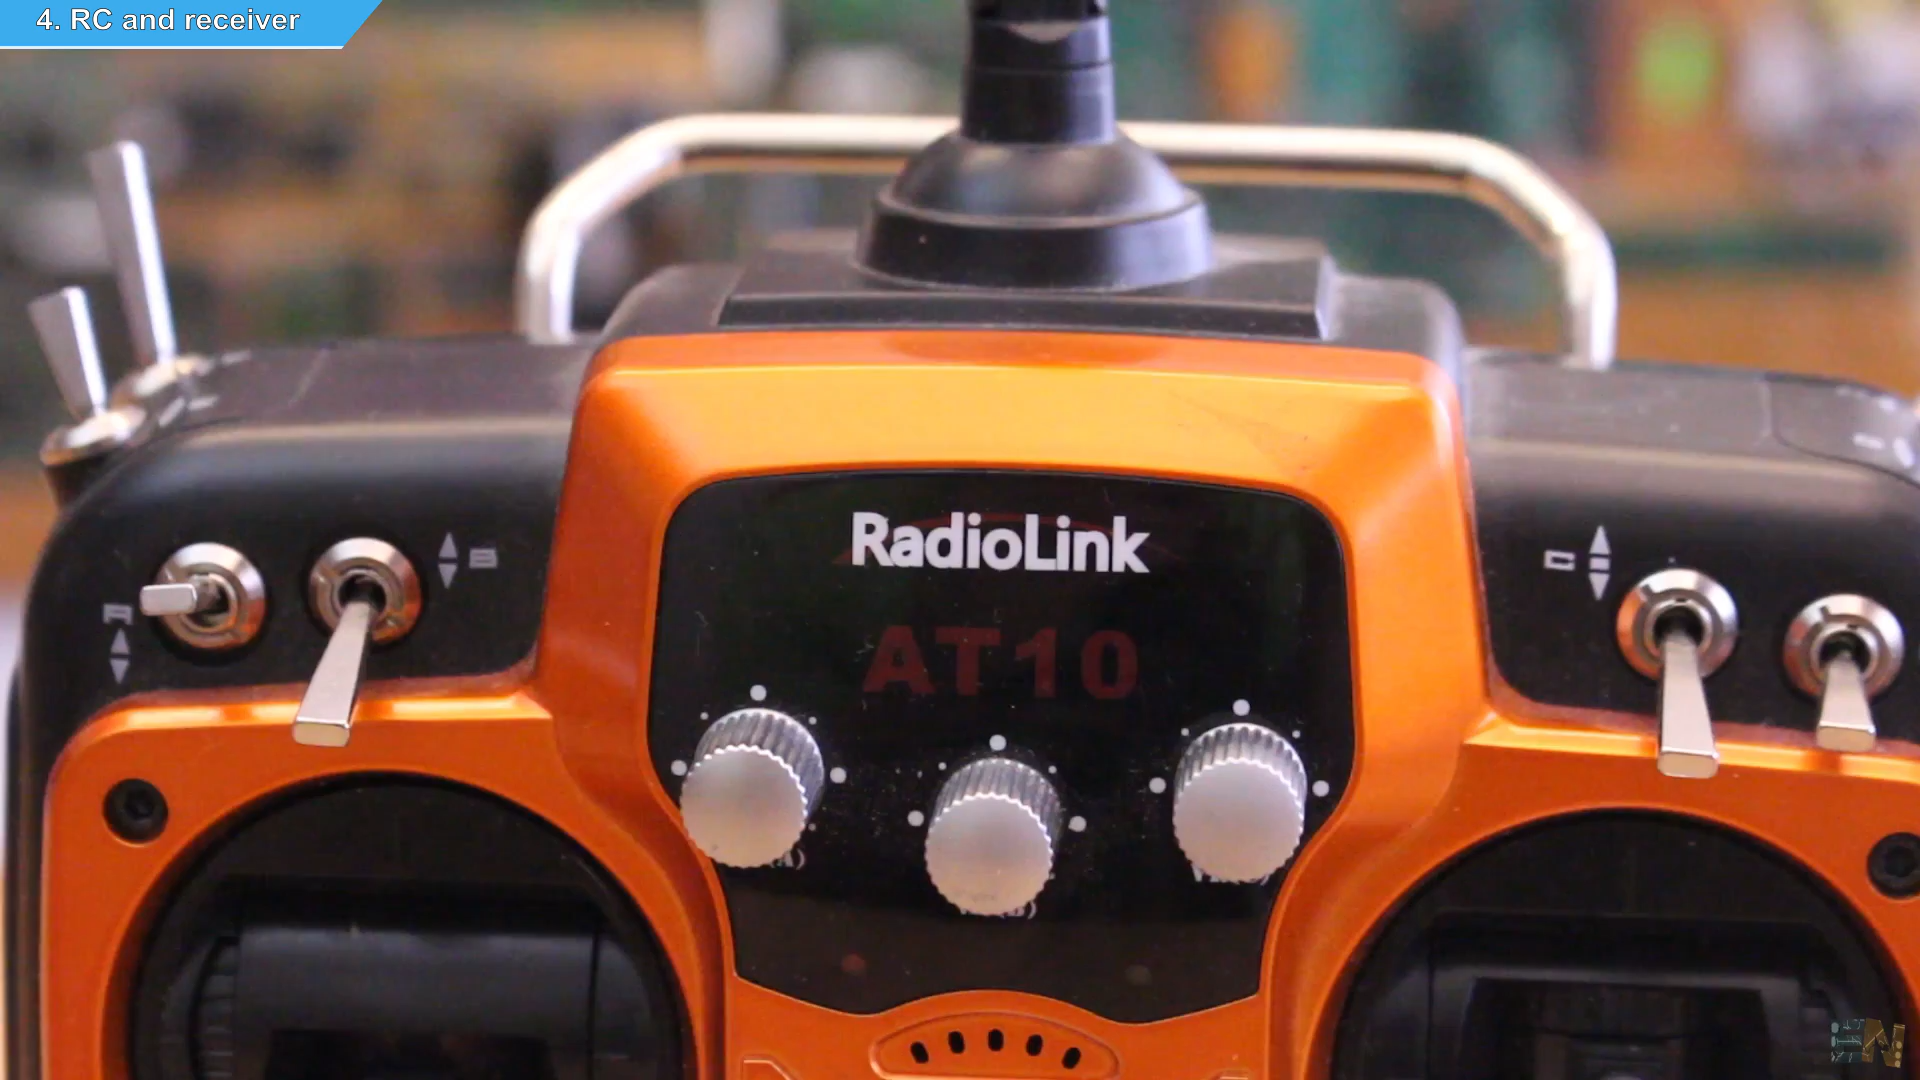 4. RC and receiver
RadioLink
AT10
A
B
C